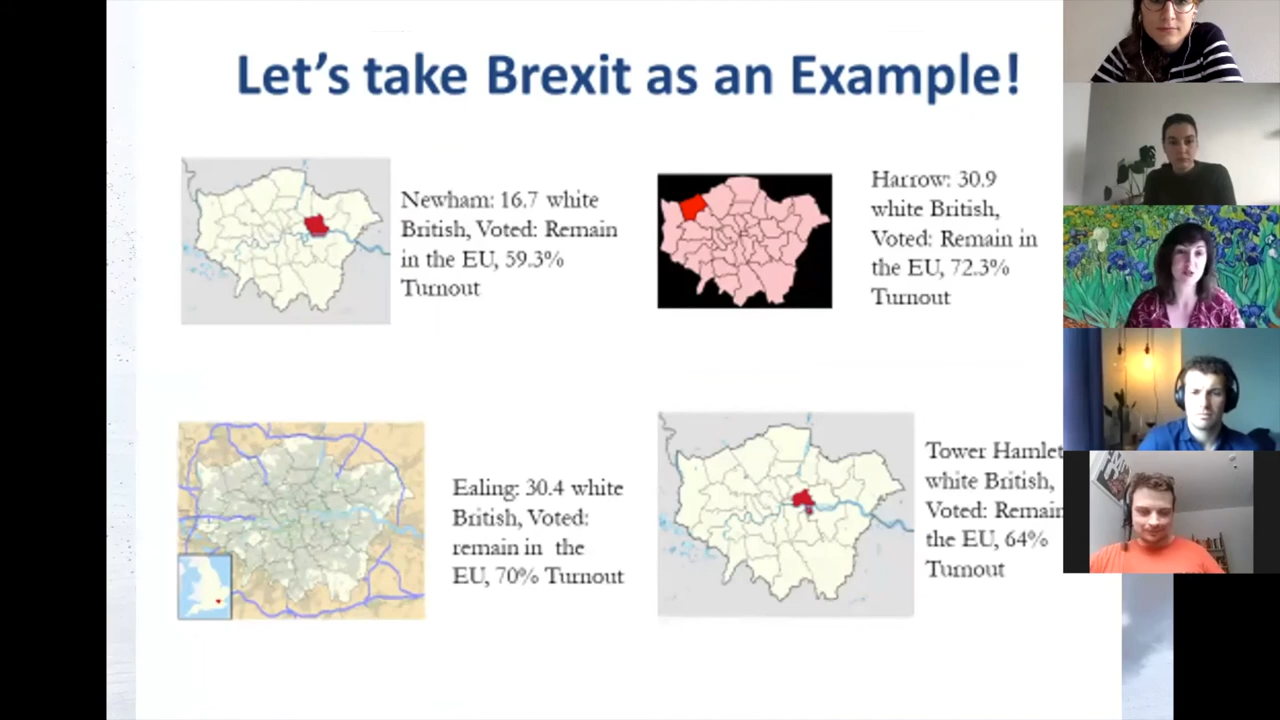 Let's take Brexit as an Example!
Newham: 16.7 white
British, Voted: Remain
in the EU, 59.3%
Turnout
Harrow: 30.9
white British,
Voted: Remain in
the EU, 72.3%
Turnout
Ealing: 30.4 white
British, Voted:
remain in the
EU, 70% Turnout
Tower Hamlet
white British,
Voted: Remain
the EU, 64%
Turnout